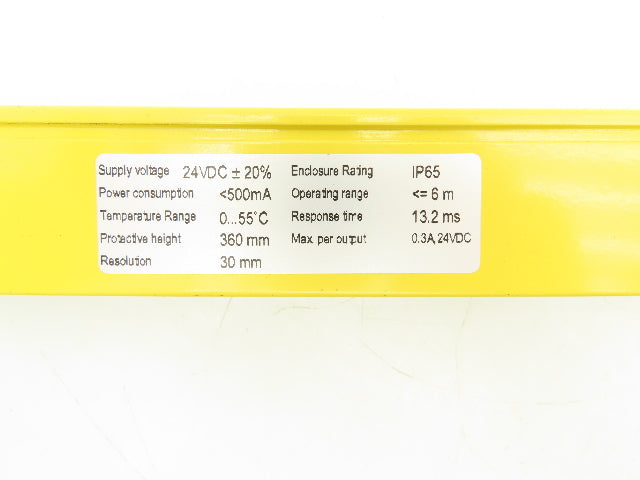 Supply voltage 24VDC ± 20% Enclosure Rating IP65
Power consumption <500mA Operating range <= 6 m
Temperature Range 0...55°C Response time 13.2 ms
Protective height 360 mm Max. per output 0.3A, 24VDC
Resolution 30 mm